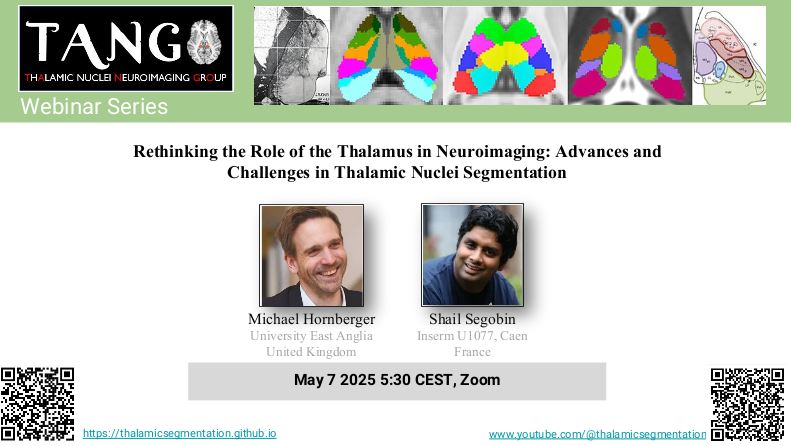 TANGO
THALAMIC NUCLEI NEUROIMAGING GROUP
Webinar Series
Rethinking the Role of the Thalamus in Neuroimaging: Advances and
Challenges in Thalamic Nuclei Segmentation
Michael Hornberger
University East Anglia
United Kingdom
Shail Segobin
Inserm U1077, Caen
France
May 7 2025 5:30 CEST, Zoom
https://thalamicsegmentation.github.io
www.youtube.com/@thalamicsegmentation